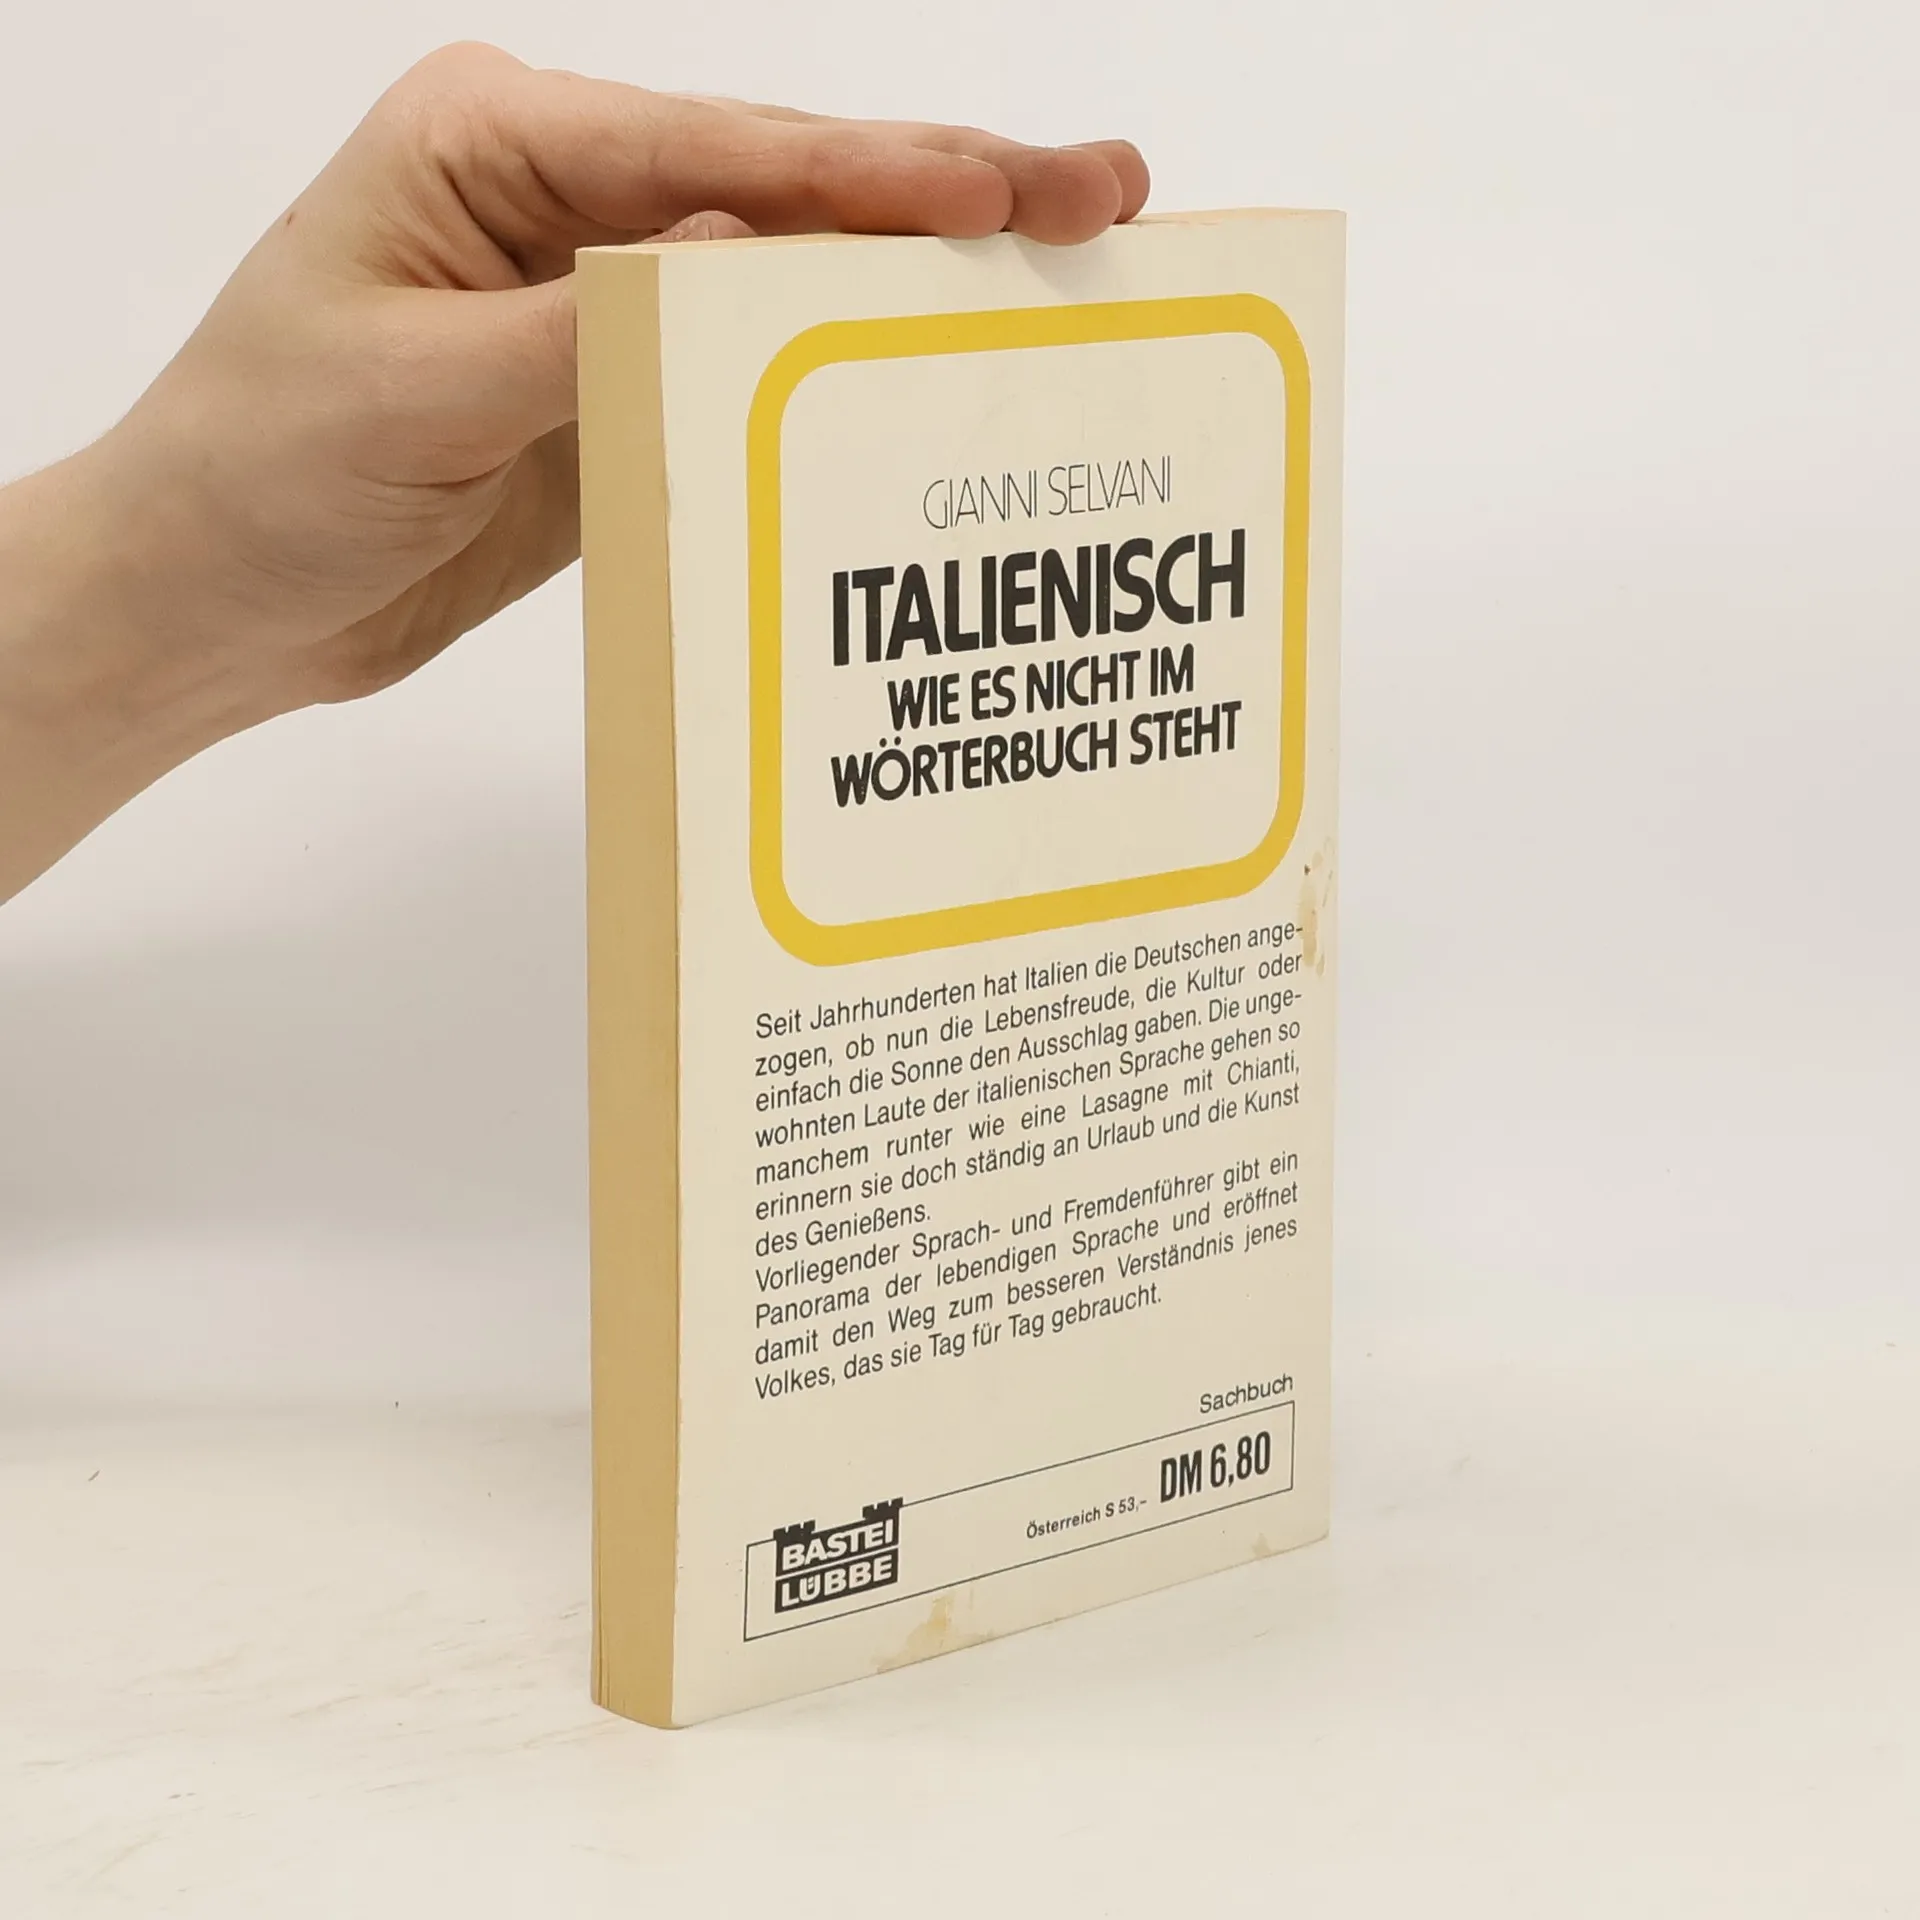 GIANNI SELVANI
ITALIENISCH
WIE ES NICHT IM
WÖRTERBUCH STEHT
Seit Jahrhunderten hat Italien die Deutschen ange-
zogen, ob nun die Lebensfreude, die Kultur oder
einfach die Sonne den Ausschlag gaben. Die unge-
wohnten Laute der italienischen Sprache gehen so
manchem runter wie eine Lasagne mit Chianti,
erinnern sie doch ständig an Urlaub und die Kunst
des Genießens.
Vorliegender Sprach- und Fremdenführer gibt ein
Panorama der lebendigen Sprache und eröffnet
damit den Weg zum besseren Verständnis jenes
Volkes, das sie Tag für Tag gebraucht.
Sachbuch
Österreich S 53,- DM 6,80
BASTEI
LÜBBE